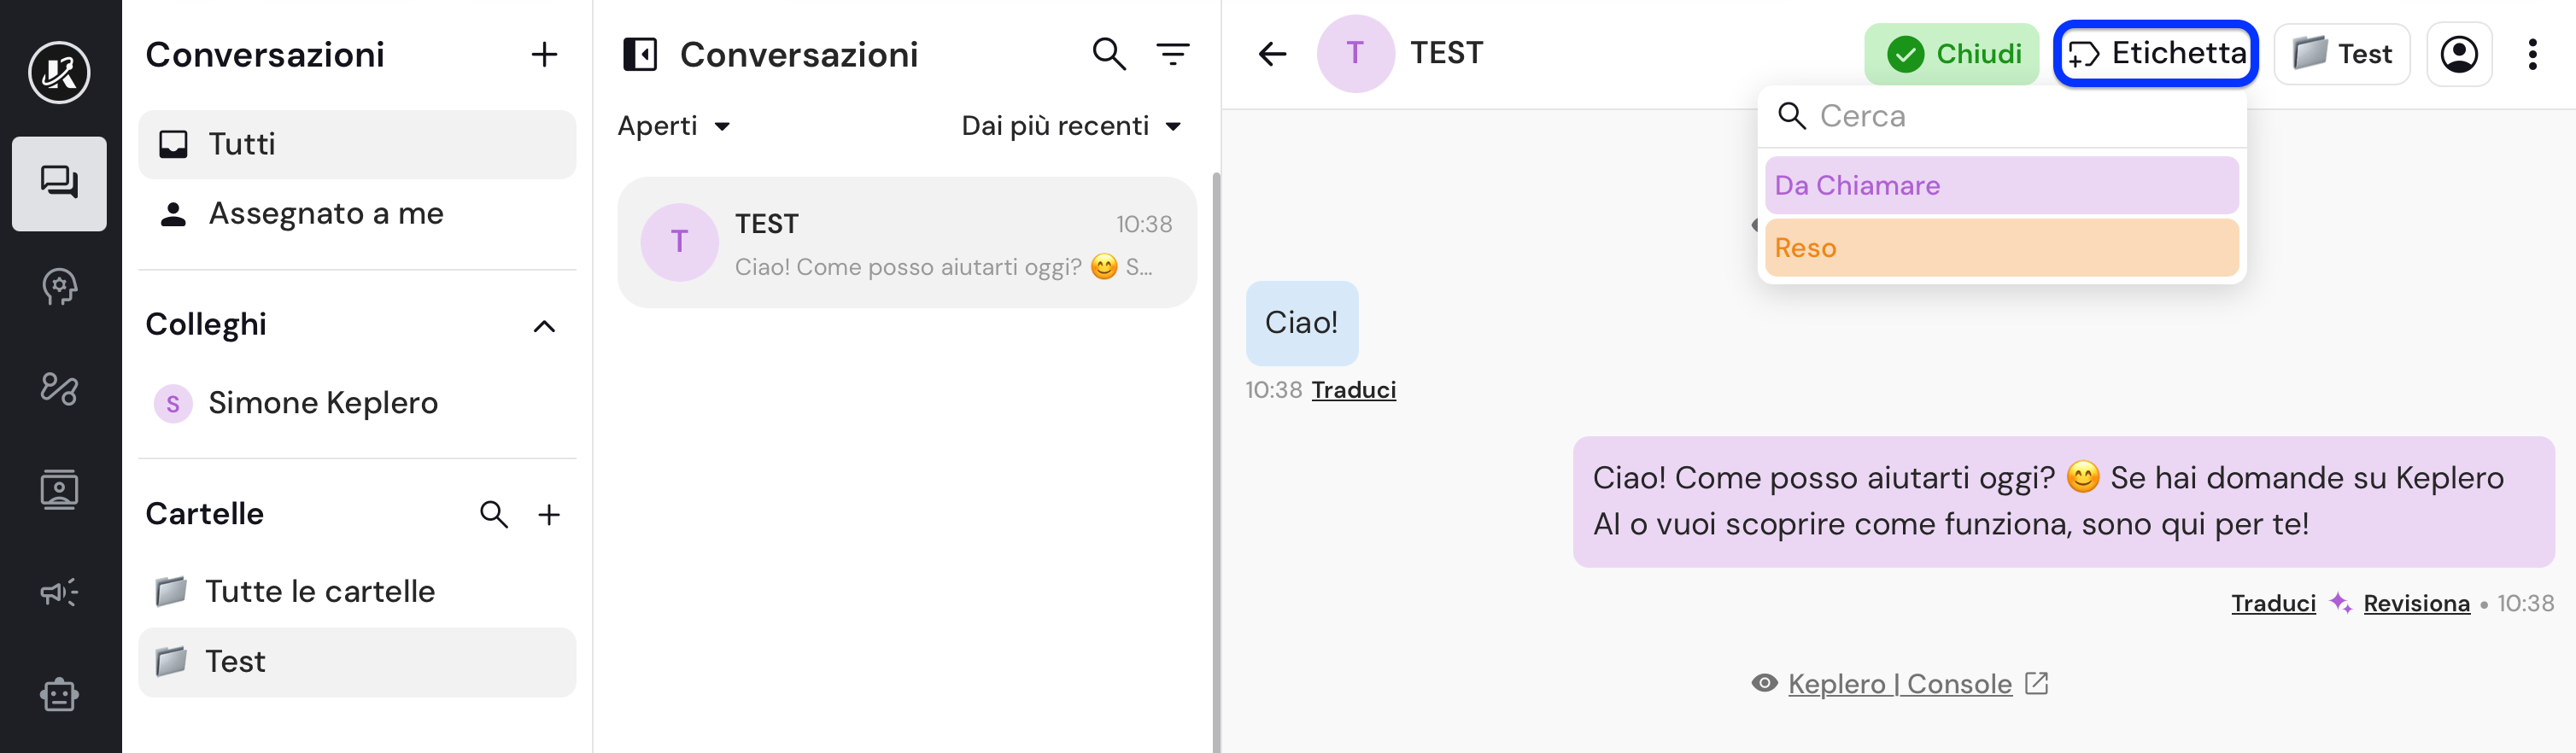 Conversazioni
Tutti
Assegnato a me
Colleghi
S Simone Keplero
Cartelle
Tutte le cartelle
Test
Conversazioni
Aperti Dai più recenti
T TEST 10:38
Ciao! Come posso aiutarti oggi? 😊 S...
T TEST Chiudi Etichetta Test
Cerca
Da Chiamare
Reso
Ciao!
10:38 Traduci
Ciao! Come posso aiutarti oggi? 😊 Se hai domande su Keplero
AI o vuoi scoprire come funziona, sono qui per te!
Traduci Revisiona • 10:38
Keplero | Console